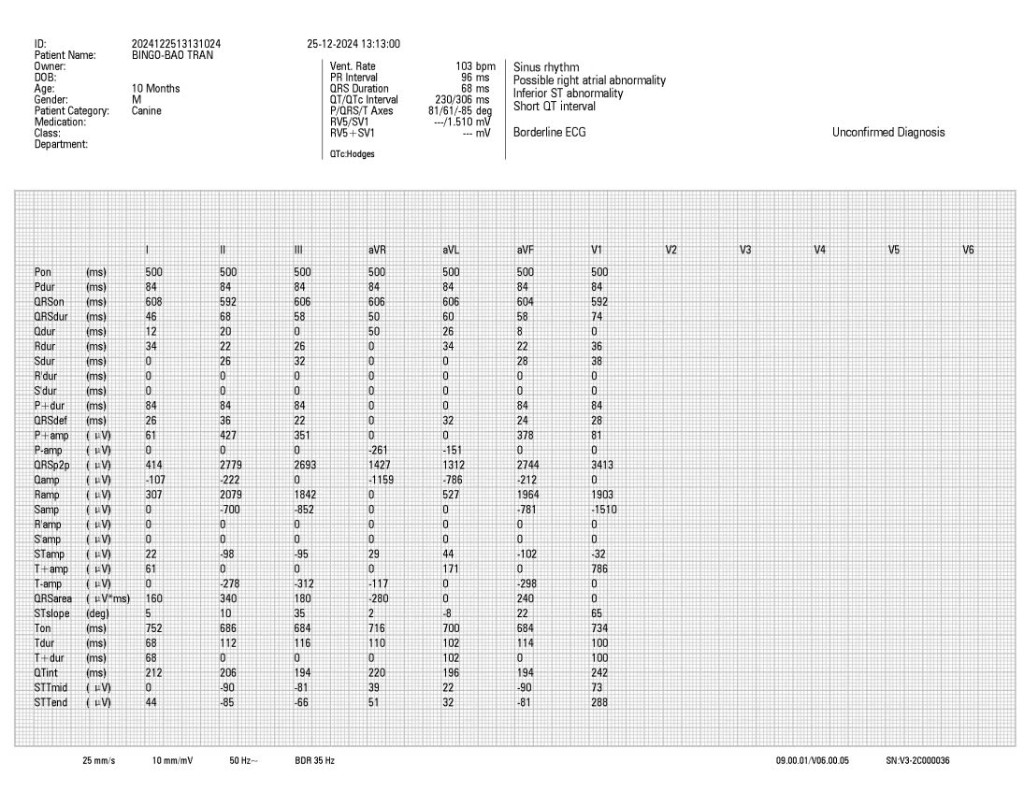 ID: 2024122513131024 25-12-2024 13:13:00
Patient Name: BINGO-BAO TRAN
Owner:
DOB:
Age: 10 Months
Gender: M
Patient Category: Canine
Medication:
Class:
Department:
Vent. Rate 103 bpm
PR Interval 96 ms
QRS Duration 68 ms
QT/QTc Interval 230/306 ms
P/QRS/T Axes 81/61/-85 deg
RV5/SV1 ---/1.510 mV
RV5+SV1 --- mV
QTc:Hodges
Sinus rhythm
Possible right atrial abnormality
Inferior ST abnormality
Short QT interval
Borderline ECG Unconfirmed Diagnosis
I II III aVR aVL aVF V1 V2 V3 V4 V5 V6
Pon (ms) 500 500 500 500 500 500 500
Pdur (ms) 84 84 84 84 84 84 84
QRSon (ms) 608 592 606 606 606 604 592
QRSdur (ms) 46 68 58 50 60 58 74
Qdur (ms) 12 20 0 50 26 8 0
Rdur (ms) 34 22 26 0 34 22 36
Sdur (ms) 0 26 32 0 0 28 38
R'dur (ms) 0 0 0 0 0 0 0
S'dur (ms) 0 0 0 0 0 0 0
P+dur (ms) 84 84 84 0 0 84 84
QRSdef (ms) 26 36 22 0 32 24 28
P+amp ( μV) 61 427 351 0 0 378 81
P-amp ( μV) 0 0 0 -261 -151 0 0
QRSp2p ( μV) 414 2779 2693 1427 1312 2744 3413
Qamp ( μV) -107 -222 0 -1159 -786 -212 0
Ramp ( μV) 307 2079 1842 0 527 1964 1903
Samp ( μV) 0 -700 -852 0 0 -781 -1510
R'amp ( μV) 0 0 0 0 0 0 0
S'amp ( μV) 0 0 0 0 0 0 0
STamp ( μV) 22 -98 -95 29 44 -102 -32
T+amp ( μV) 61 0 0 0 171 0 786
T-amp ( μV) 0 -278 -312 -117 0 -298 0
QRSarea ( μV*ms) 160 340 180 -280 0 240 0
STslope (deg) 5 10 35 2 -8 22 65
Ton (ms) 752 686 684 716 700 684 734
Tdur (ms) 68 112 116 110 102 114 100
T+dur (ms) 68 0 0 0 102 0 100
QTint (ms) 212 206 194 220 196 194 242
STTmid ( μV) 0 -90 -81 39 22 -90 73
STTend ( μV) 44 -85 -66 51 32 -81 288
25 mm/s 10 mm/mV 50 Hz~ BDR 35 Hz 09.00.01/V06.00.05 SN:V3-2C000036